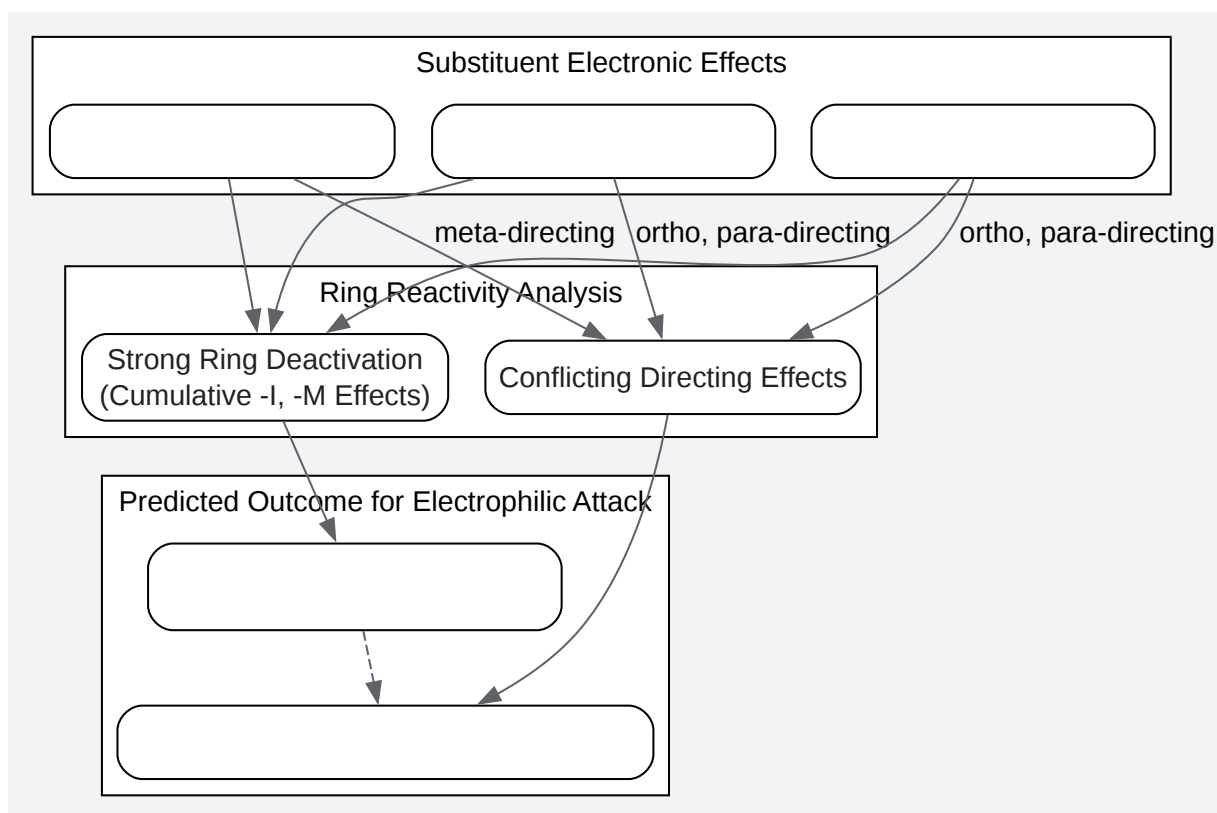 Substituent Electronic Effects
meta-directing
ortho, para-directing
ortho, para-directing
Ring Reactivity Analysis
Strong Ring Deactivation
(Cumulative -I, -M Effects)
Conflicting Directing Effects
Predicted Outcome for Electrophilic Attack